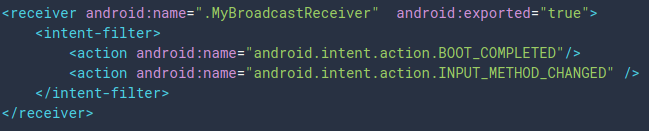 <receiver android:name=".MyBroadcastReceiver"  android:exported="true">
    <intent-filter>
        <action android:name="android.intent.action.BOOT_COMPLETED"/>
        <action android:name="android.intent.action.INPUT_METHOD_CHANGED" />
    </intent-filter>
</receiver>